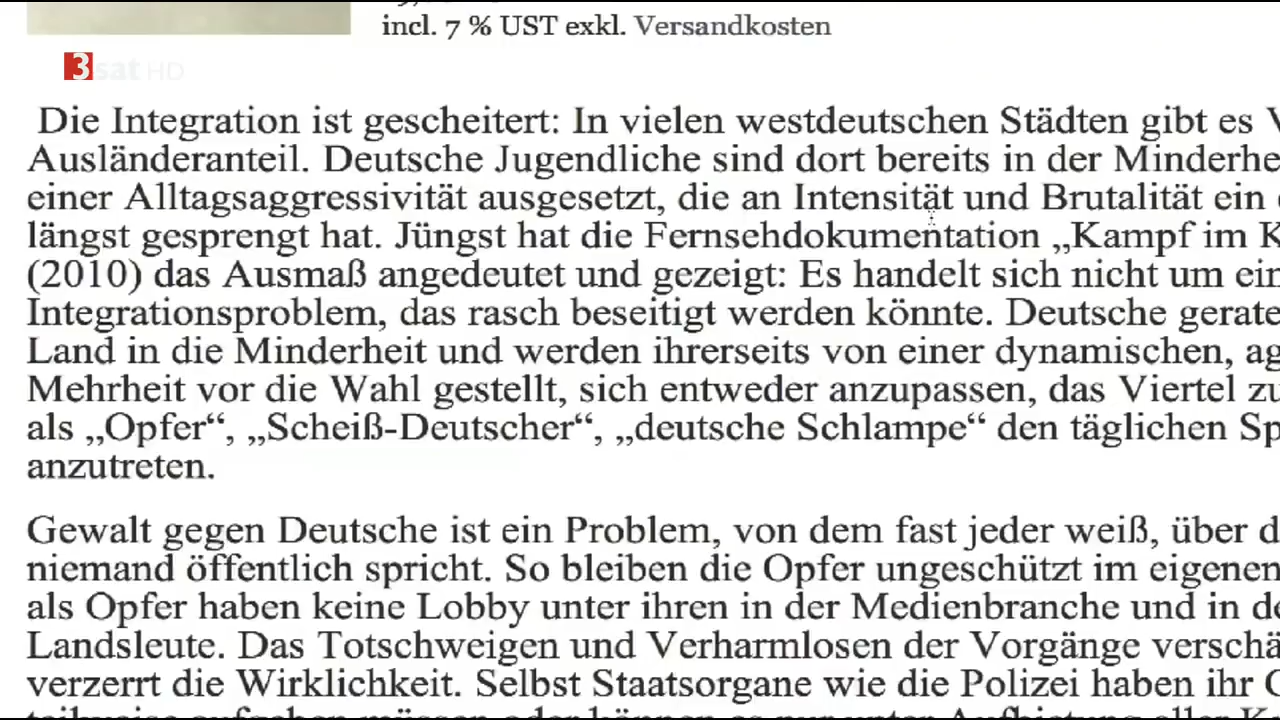 incl. 7 % UST exkl. Versandkosten
3sat HD
Die Integration ist gescheitert: In vielen westdeutschen Städten gibt es V
Ausländeranteil. Deutsche Jugendliche sind dort bereits in der Minderhe
einer Alltagsaggressivität ausgesetzt, die an Intensität und Brutalität ein
längst gesprengt hat. Jüngst hat die Fernsehdokumentation „Kampf im K
(2010) das Ausmaß angedeutet und gezeigt: Es handelt sich nicht um ein
Integrationsproblem, das rasch beseitigt werden könnte. Deutsche gerate
Land in die Minderheit und werden ihrerseits von einer dynamischen, ag
Mehrheit vor die Wahl gestellt, sich entweder anzupassen, das Viertel zu
als „Opfer“, „Scheiß-Deutscher“, „deutsche Schlampe“ den täglichen Sp
anzutreten.
Gewalt gegen Deutsche ist ein Problem, von dem fast jeder weiß, über d
niemand öffentlich spricht. So bleiben die Opfer ungeschützt im eigenen
als Opfer haben keine Lobby unter ihren in der Medienbranche und in de
Landsleute. Das Totschweigen und Verharmlosen der Vorgänge verschä
verzerrt die Wirklichkeit. Selbst Staatsorgane wie die Polizei haben ihr G